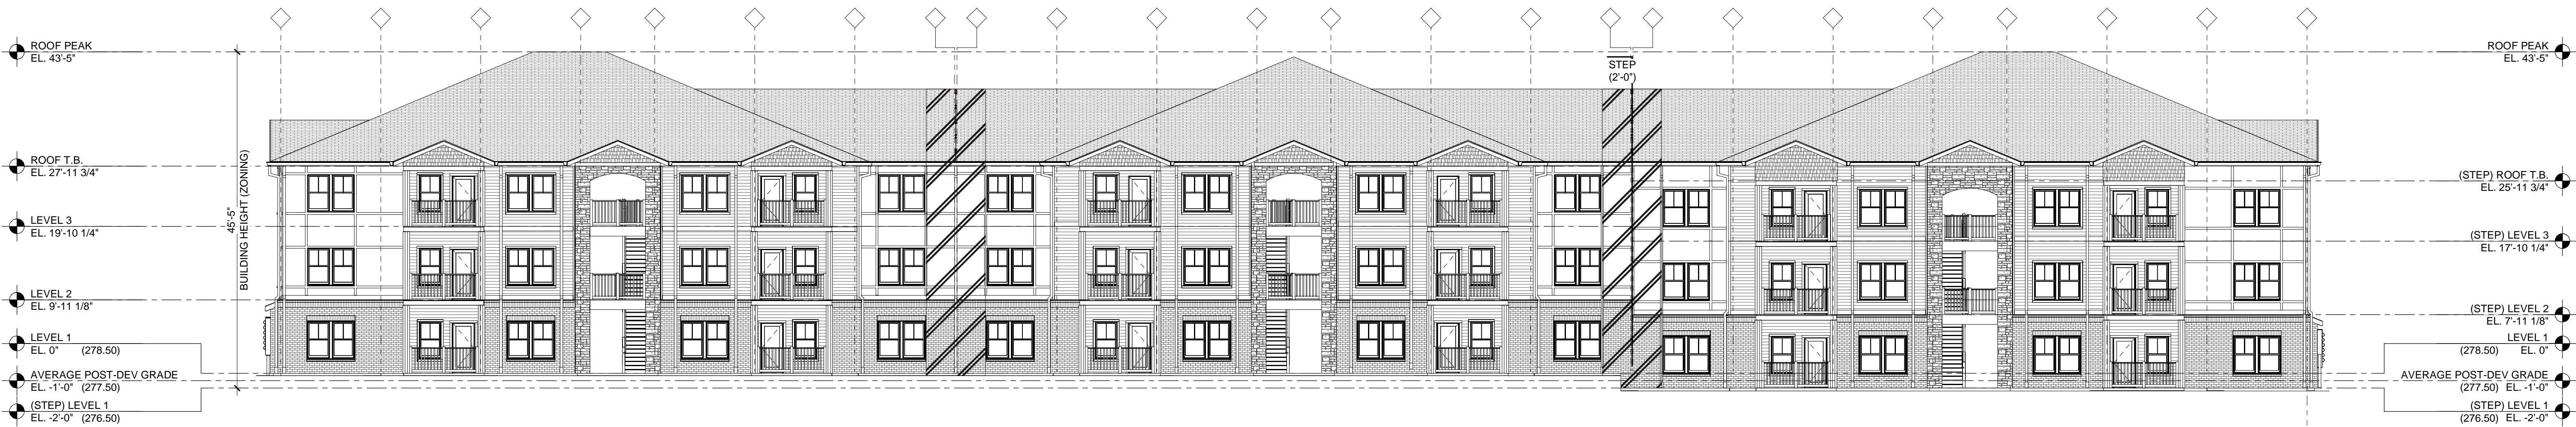 ROOF PEAK
EL. 43'-5"
ROOF T.B.
EL. 27'-11 3/4"
LEVEL 3
EL. 19'-10 1/4"
LEVEL 2
EL. 9'-11 1/8"
LEVEL 1
EL. 0" (278.50)
AVERAGE POST-DEV GRADE
EL. -1'-0" (277.50)
(STEP) LEVEL 1
EL. -2'-0" (276.50)
45'-5"
BUILDING HEIGHT (ZONING)
STEP
(2'-0")
ROOF PEAK
EL. 43'-5"
(STEP) ROOF T.B.
EL. 25'-11 3/4"
(STEP) LEVEL 3
EL. 17'-10 1/4"
(STEP) LEVEL 2
EL. 7'-11 1/8"
LEVEL 1
(278.50) EL. 0"
AVERAGE POST-DEV GRADE
(277.50) EL. -1'-0"
(STEP) LEVEL 1
(276.50) EL. -2'-0"